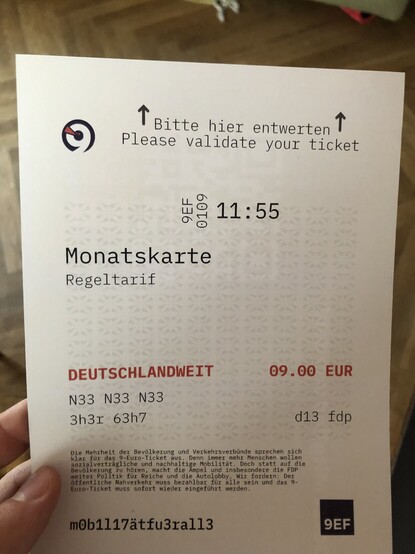 ↑ Bitte hier entwerten ↑
Please validate your ticket
9EF
0109
11:55
Monatskarte
Regeltarif
DEUTSCHLANDWEIT 09.00 EUR
N33 N33 N33
3h3r 63h7 d13 fdp
Die Mehrheit der Bevölkerung und Verkehrsverbünde sprechen sich
klar für das 9-Euro-Ticket aus. Denn immer mehr Menschen wollen
sozialverträgliche und nachhaltige Mobilität. Doch statt auf die
Bevölkerung zu hören, macht die Ampel und insbesondere die FDP
weiter Politik für Reiche und die Autolobby. Wir fordern: Der
öffentliche Nahverkehr muss bezahlbar für alle sein und das 9-
Euro-Ticket muss sofort wieder eingeführt werden.
m0b1l17ätfu3rall3
9EF